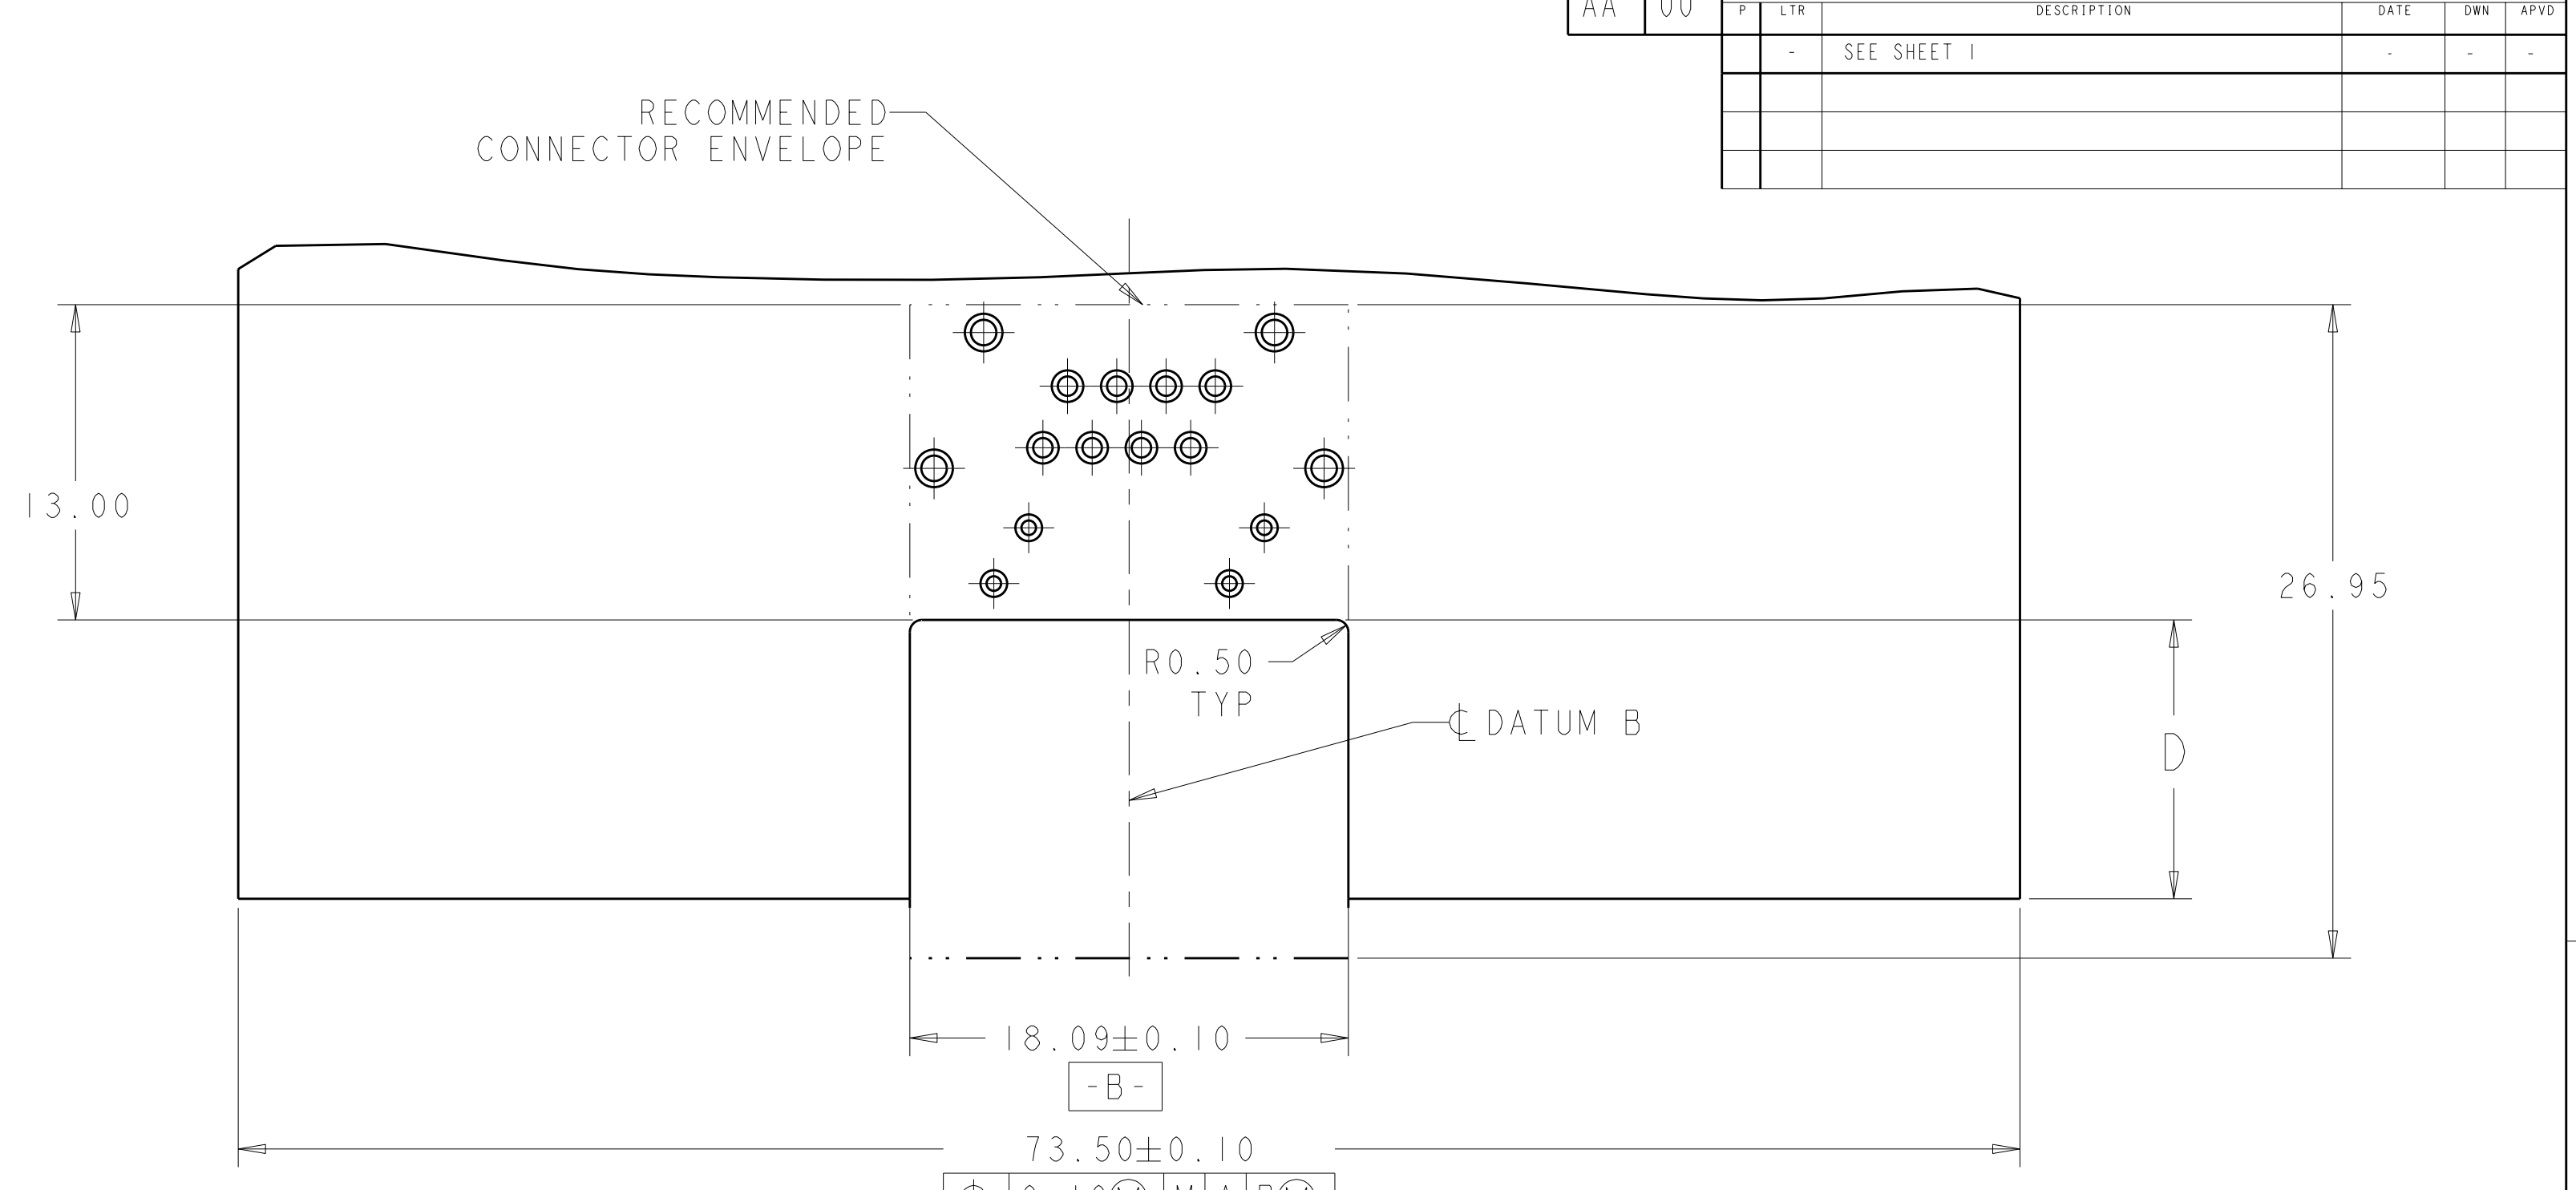 AA 00
P LTR DESCRIPTION DATE DWN APVD
- SEE SHEET 1 - - -
RECOMMENDED
CONNECTOR ENVELOPE
13.00
26.95
R0.50
TYP
℄ DATUM B
D
18.09±0.10
-B-
73.50±0.10